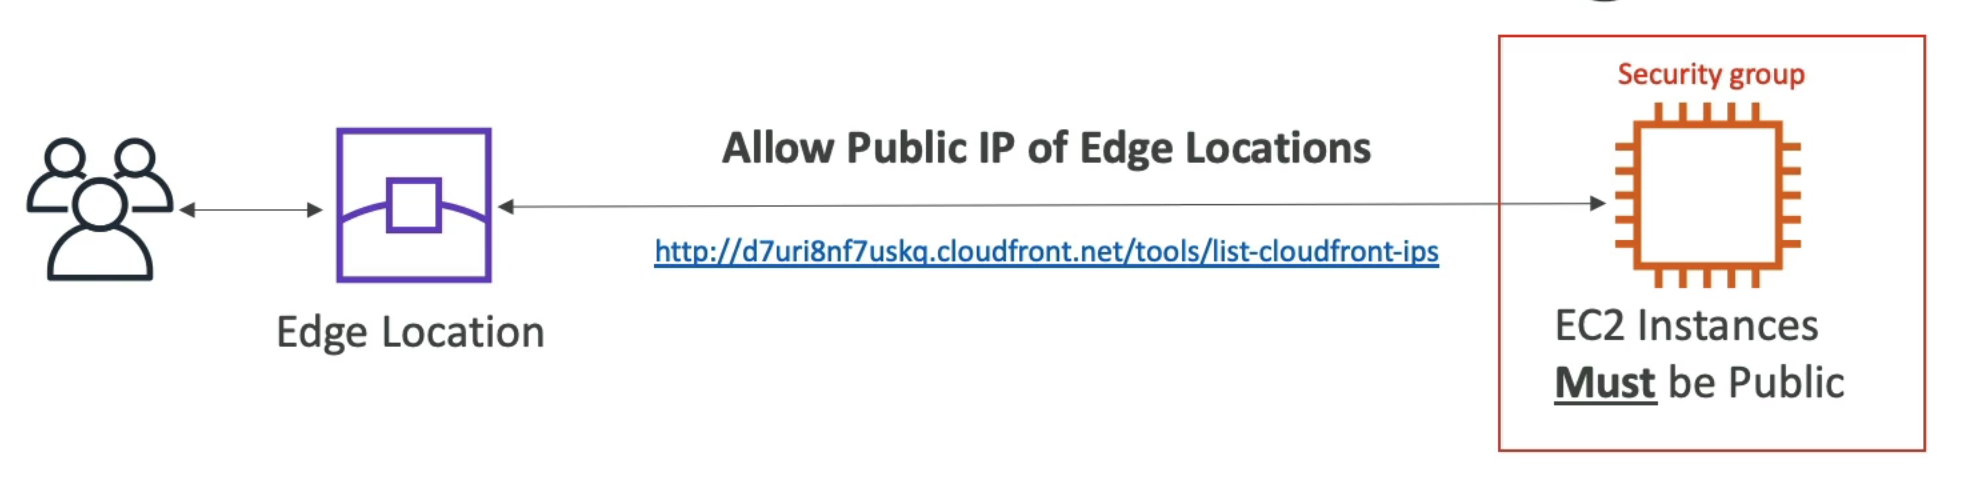 Security group
Allow Public IP of Edge Locations
http://d7uri8nf7uskq.cloudfront.net/tools/list-cloudfront-ips
Edge Location
EC2 Instances
Must be Public